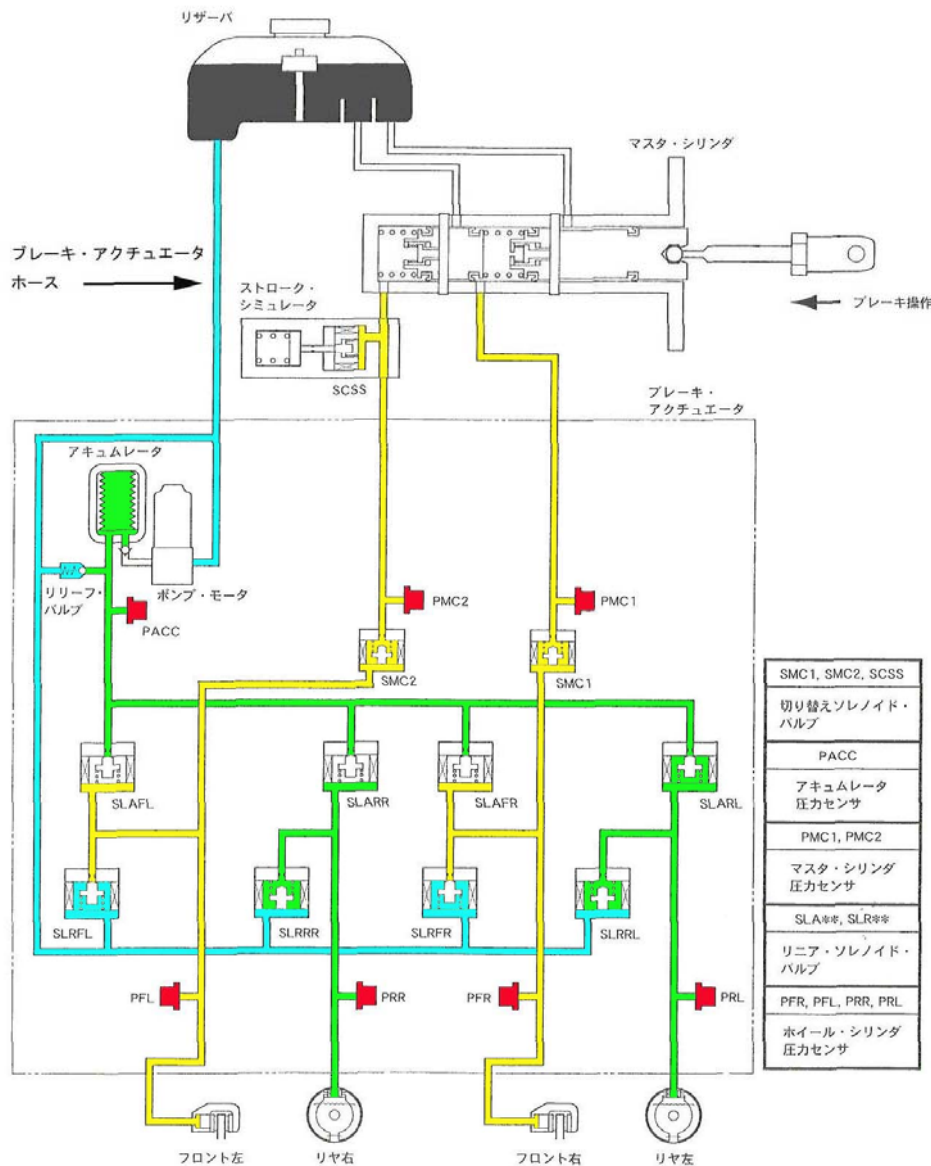 リザーバ
マスタ・シリンダ
ブレーキ・アクチュエータ
ホース
ストローク・
シミュレータ
ブレーキ操作
SCSS
ブレーキ・
アクチュエータ
アキュムレータ
リリーフ・
バルブ
ポンプ・モータ
PACC
PMC2
PMC1
SMC2
SMC1
SLAFL
SLARR
SLAFR
SLARL
SLRFL
SLRRR
SLRFR
SLRRL
PFL
PRR
PFR
PRL
フロント左
リヤ右
フロント右
リヤ左
SMC1, SMC2, SCSS
切り替えソレノイド・
バルブ
PACC
アキュムレータ
圧力センサ
PMC1, PMC2
マスタ・シリンダ
圧力センサ
SLA**, SLR**
リニア・ソレノイド・
バルブ
PFR, PFL, PRR, PRL
ホイール・シリンダ
圧力センサ